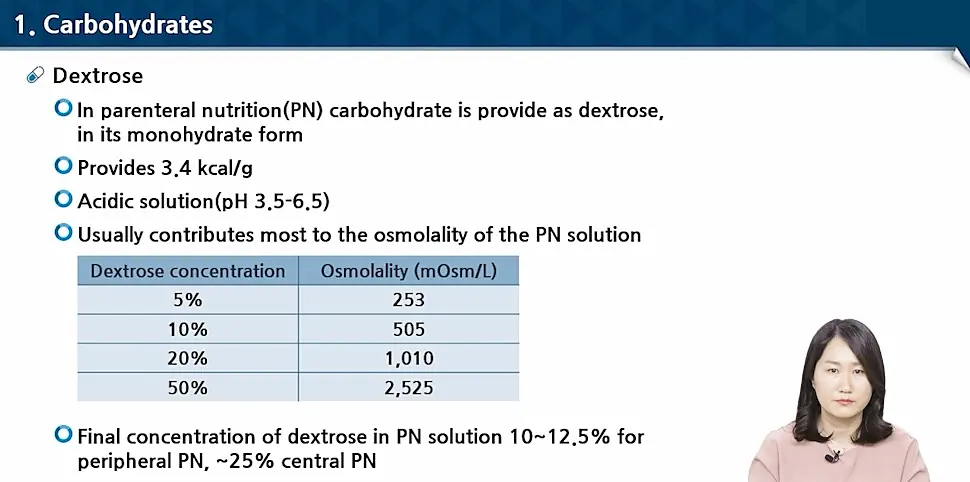 1. Carbohydrates
Dextrose
In parenteral nutrition(PN) carbohydrate is provide as dextrose,
in its monohydrate form
Provides 3.4 kcal/g
Acidic solution(pH 3.5-6.5)
Usually contributes most to the osmolality of the PN solution
Dextrose concentration Osmolality (mOsm/L)
5% 253
10% 505
20% 1,010
50% 2,525
Final concentration of dextrose in PN solution 10~12.5% for
peripheral PN, ~25% central PN